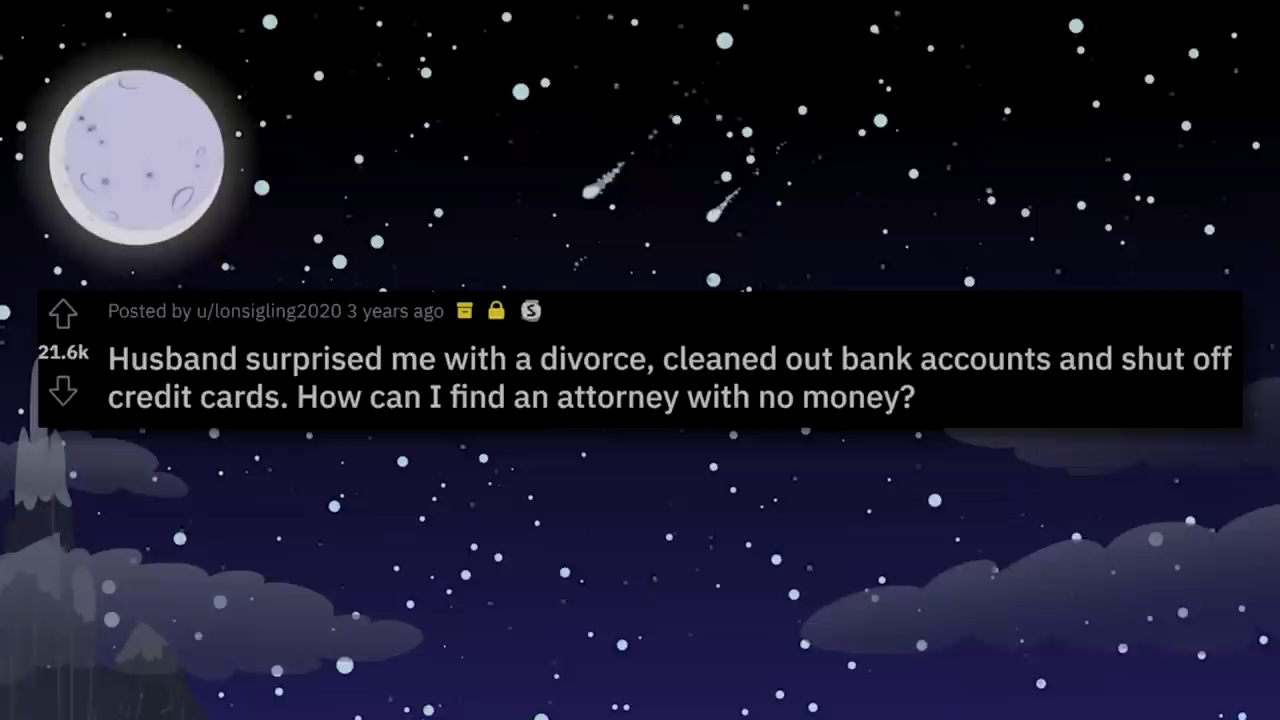 Posted by u/lonsigling2020 3 years ago
21.6k
Husband surprised me with a divorce, cleaned out bank accounts and shut off
credit cards. How can I find an attorney with no money?